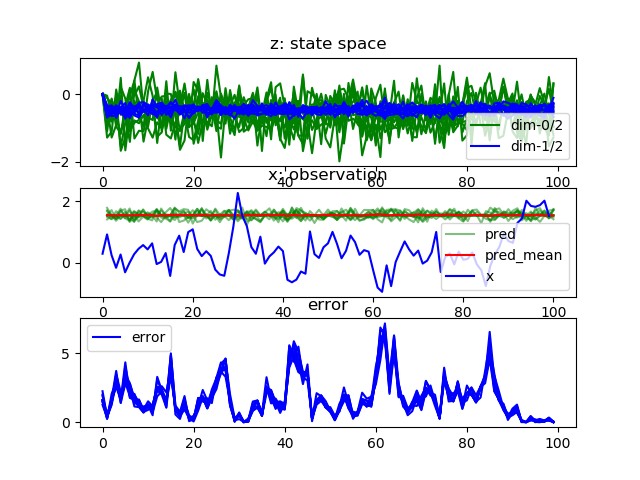 z: state space
0
−2
dim-0/2
dim-1/2
0 20 40 60 80 100
x: observation
2
0
pred
pred_mean
x
0 20 40 60 80 100
error
5
0
error
0 20 40 60 80 100